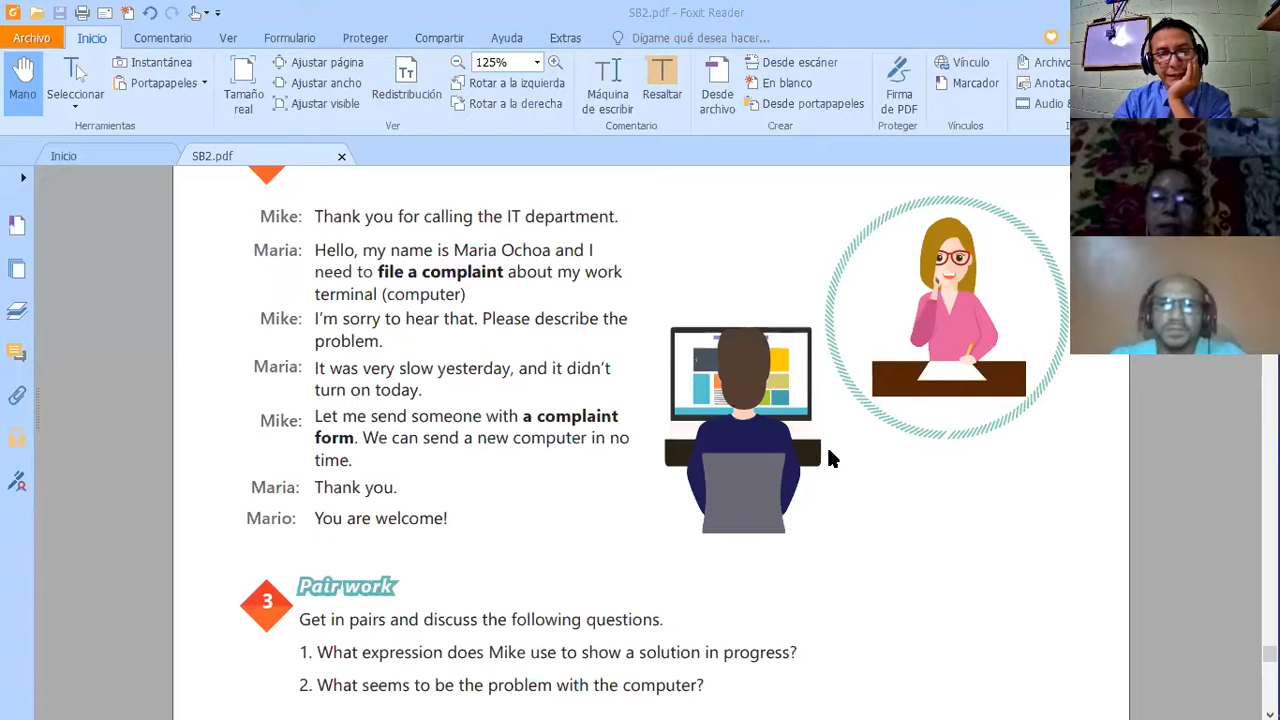 SB2.pdf - Foxit Reader
Archivo Inicio Comentario Ver Formulario Proteger Compartir Ayuda Extras Dígame qué desea hacer...
Mano
Seleccionar
Instantánea
Portapapeles
Herramientas
Tamaño real
Ajustar página
Ajustar ancho
Ajustar visible
Redistribución
125%
Rotar a la izquierda
Rotar a la derecha
Ver
Máquina de escribir
Resaltar
Comentario
Desde archivo
Desde escáner
En blanco
Desde portapapeles
Crear
Firma de PDF
Proteger
Vínculo
Marcador
Vínculos
Archi
Anota
Audio &
I
Inicio SB2.pdf
Mike: Thank you for calling the IT department.
Maria: Hello, my name is Maria Ochoa and I
need to file a complaint about my work
terminal (computer)
Mike: I'm sorry to hear that. Please describe the
problem.
Maria: It was very slow yesterday, and it didn't
turn on today.
Mike: Let me send someone with a complaint
form. We can send a new computer in no
time.
Maria: Thank you.
Mario: You are welcome!
3 Pair work
Get in pairs and discuss the following questions.
1. What expression does Mike use to show a solution in progress?
2. What seems to be the problem with the computer?